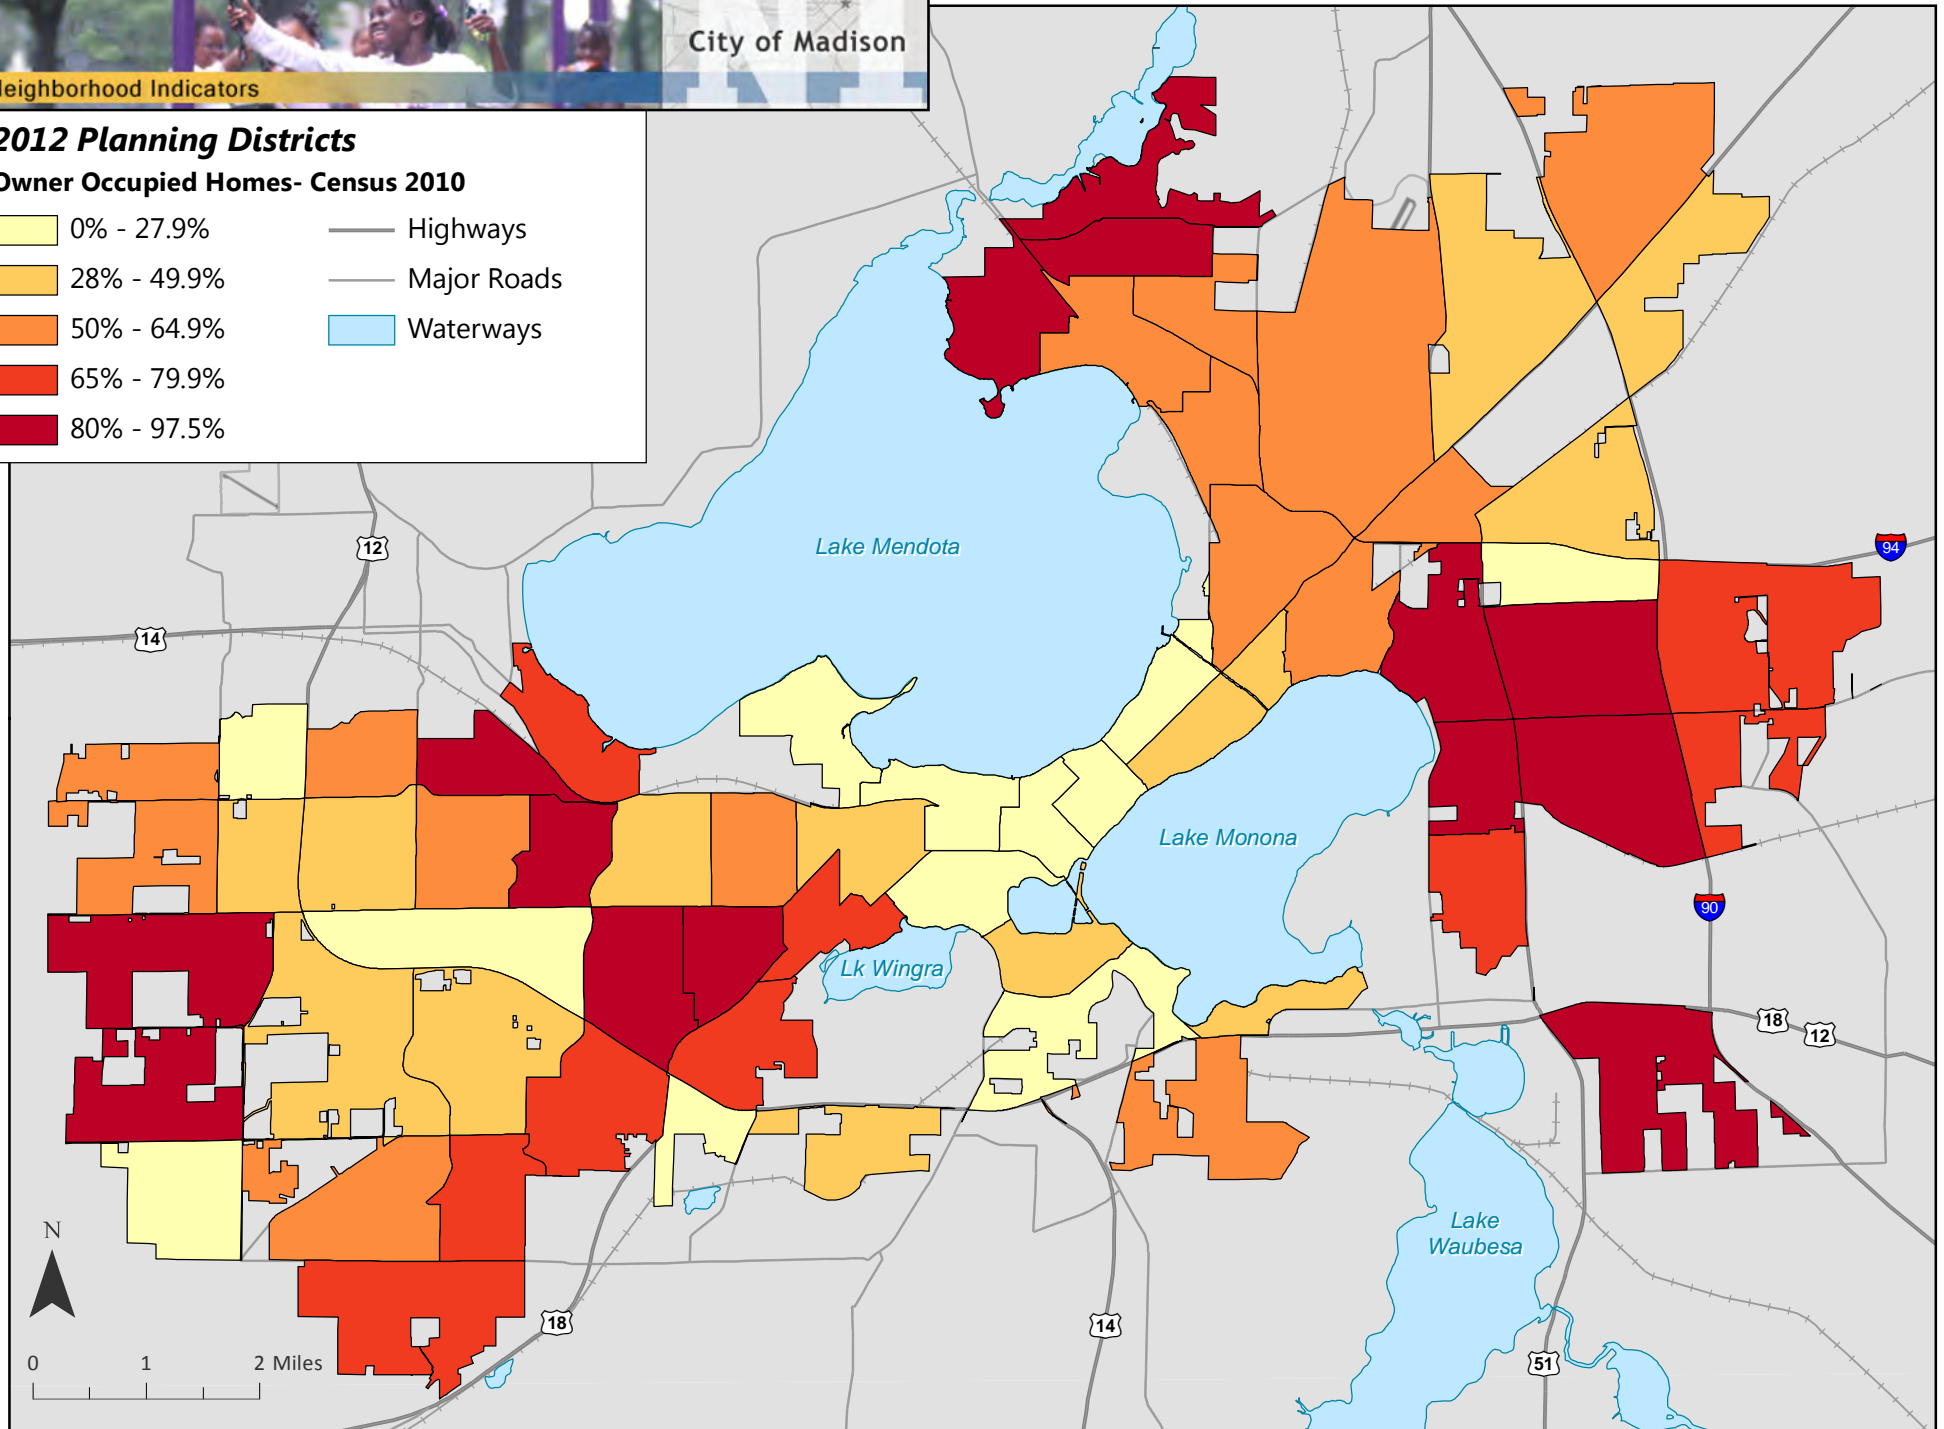 City of Madison
Neighborhood Indicators
2012 Planning Districts
Owner Occupied Homes- Census 2010
0% - 27.9%
28% - 49.9%
50% - 64.9%
65% - 79.9%
80% - 97.5%
Highways
Major Roads
Waterways
12
14
Lake Mendota
94
Lake Monona
Lk Wingra
90
18
12
Lake
Waubesa
N
0 1 2 Miles
18
14
51